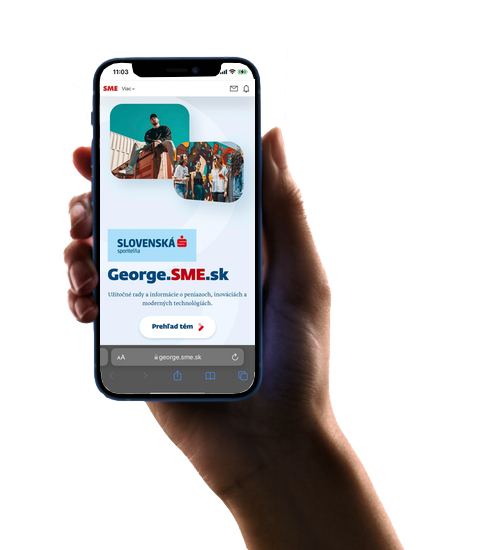 11:03
SME Viac
SLOVENSKÁ
sporiteľňa
George.SME.sk
Užitočné rady a informácie o peniazoch, inováciách a
moderných technológiách.
Prehľad tém
AA george.sme.sk